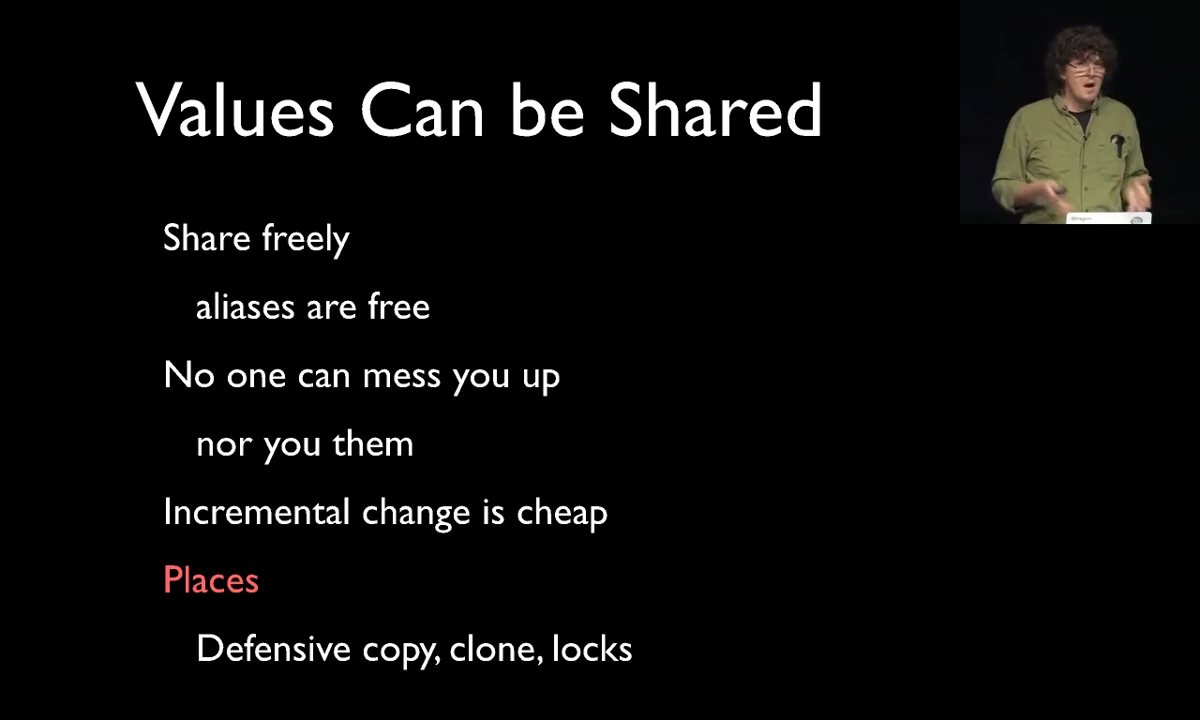 Values Can be Shared
Share freely
aliases are free
No one can mess you up
nor you them
Incremental change is cheap
Places
Defensive copy, clone, locks